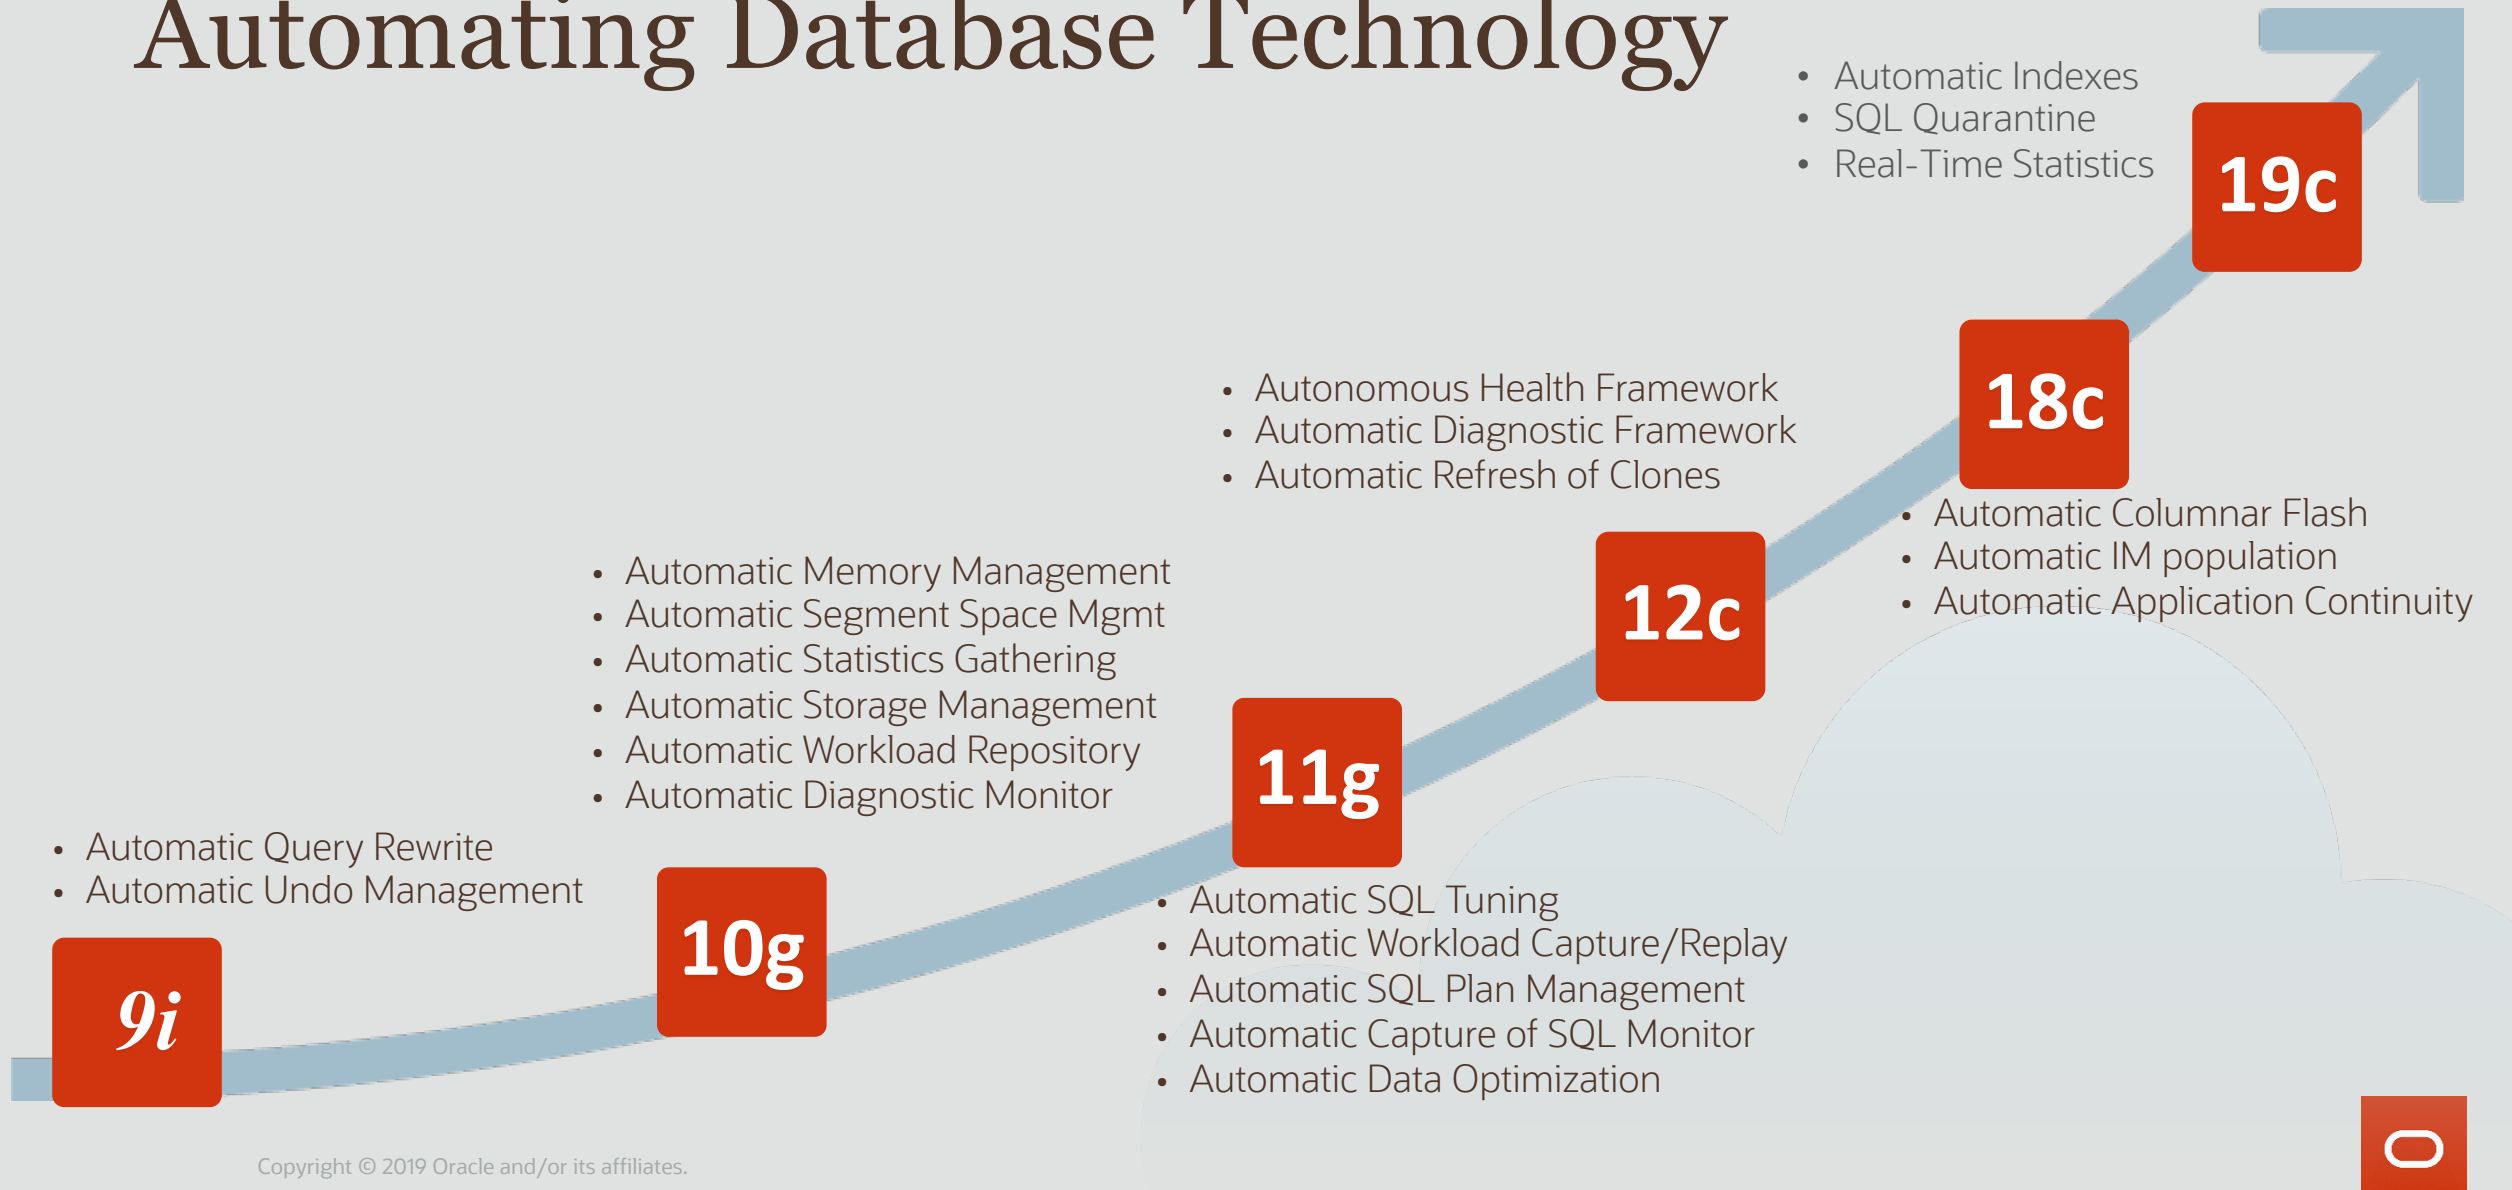 Automating Database Technology
• Automatic Indexes
• SQL Quarantine
• Real-Time Statistics
19c
• Autonomous Health Framework
• Automatic Diagnostic Framework
• Automatic Refresh of Clones
18c
• Automatic Columnar Flash
• Automatic IM population
• Automatic Application Continuity
12c
• Automatic Memory Management
• Automatic Segment Space Mgmt
• Automatic Statistics Gathering
• Automatic Storage Management
• Automatic Workload Repository
• Automatic Diagnostic Monitor
11g
• Automatic Query Rewrite
• Automatic Undo Management
10g
• Automatic SQL Tuning
• Automatic Workload Capture/Replay
• Automatic SQL Plan Management
• Automatic Capture of SQL Monitor
• Automatic Data Optimization
9i
Copyright © 2019 Oracle and/or its affiliates.